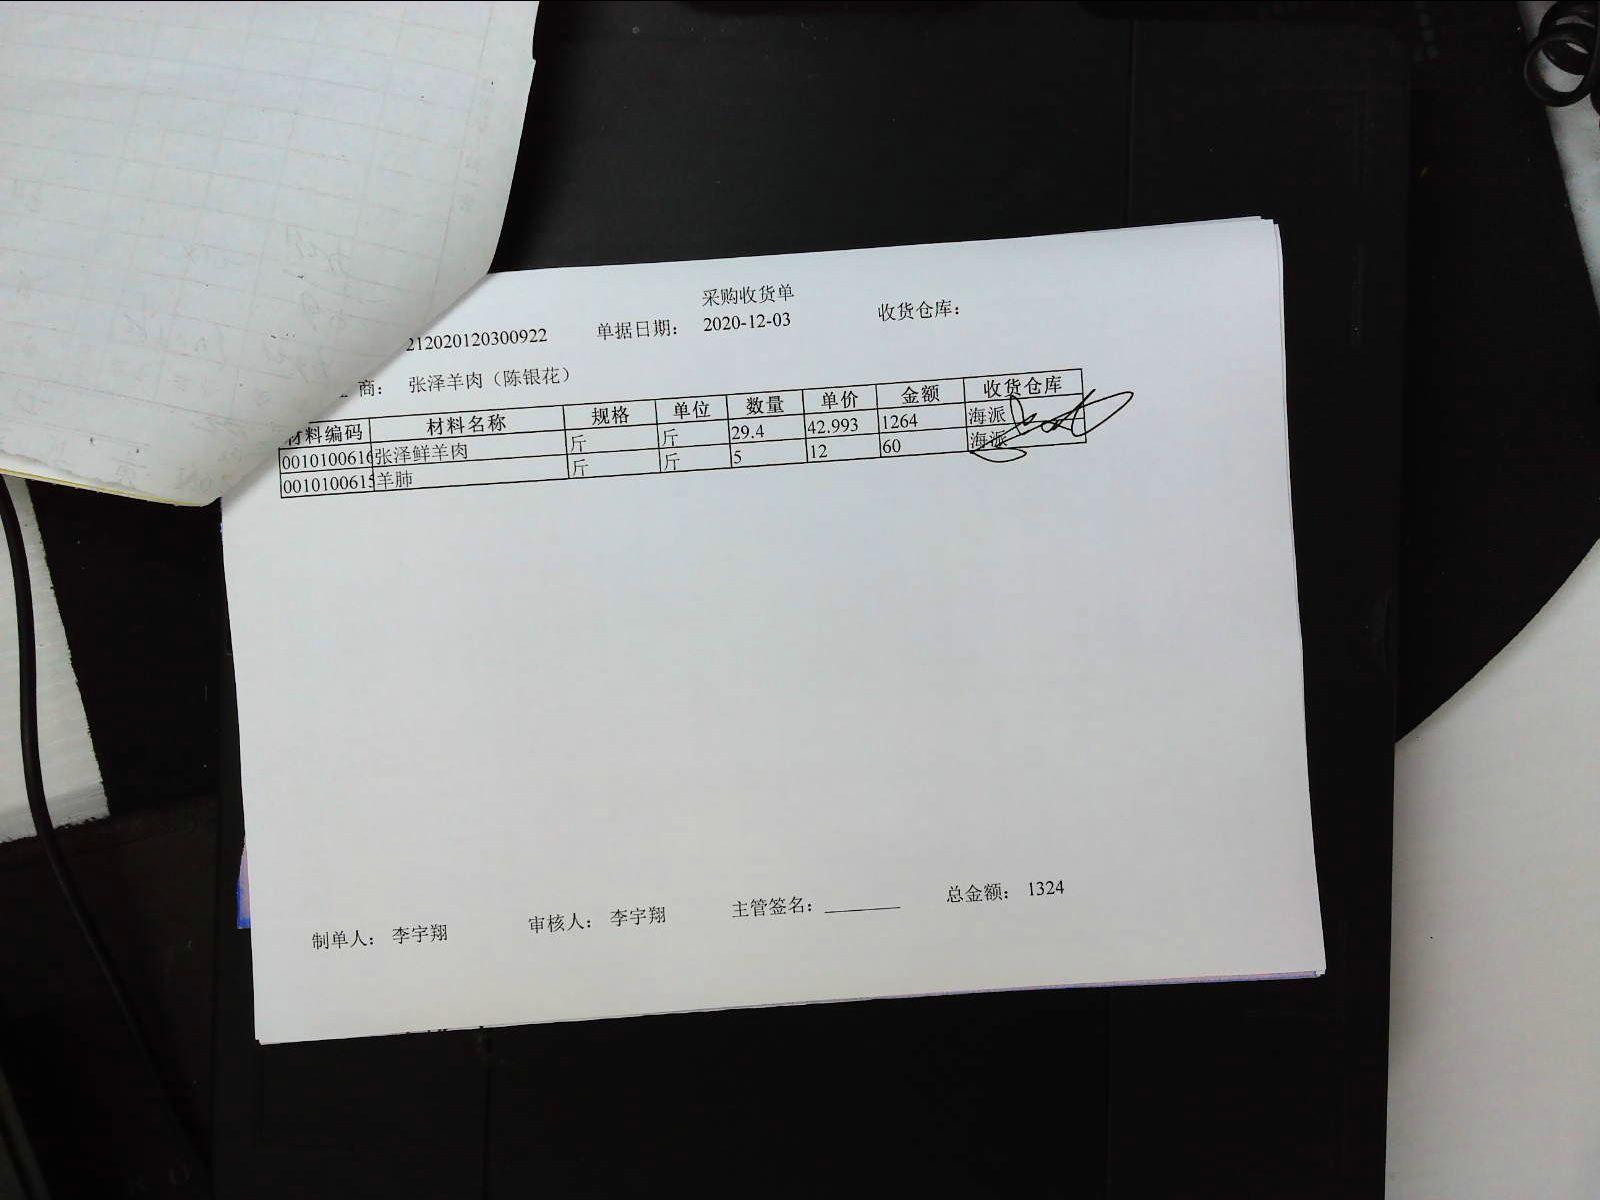 采购收货单
212020120300922 单据日期： 2020-12-03 收货仓库：
商： 张泽羊肉（陈银花）
材料编码 材料名称 规格 单位 数量 单价 金额 收货仓库
0010100616 张泽鲜羊肉 斤 斤 29.4 42.993 1264 海派
0010100615 羊肺 斤 斤 5 12 60 海派
制单人： 李宇翔 审核人： 李宇翔 主管签名： 总金额： 1324